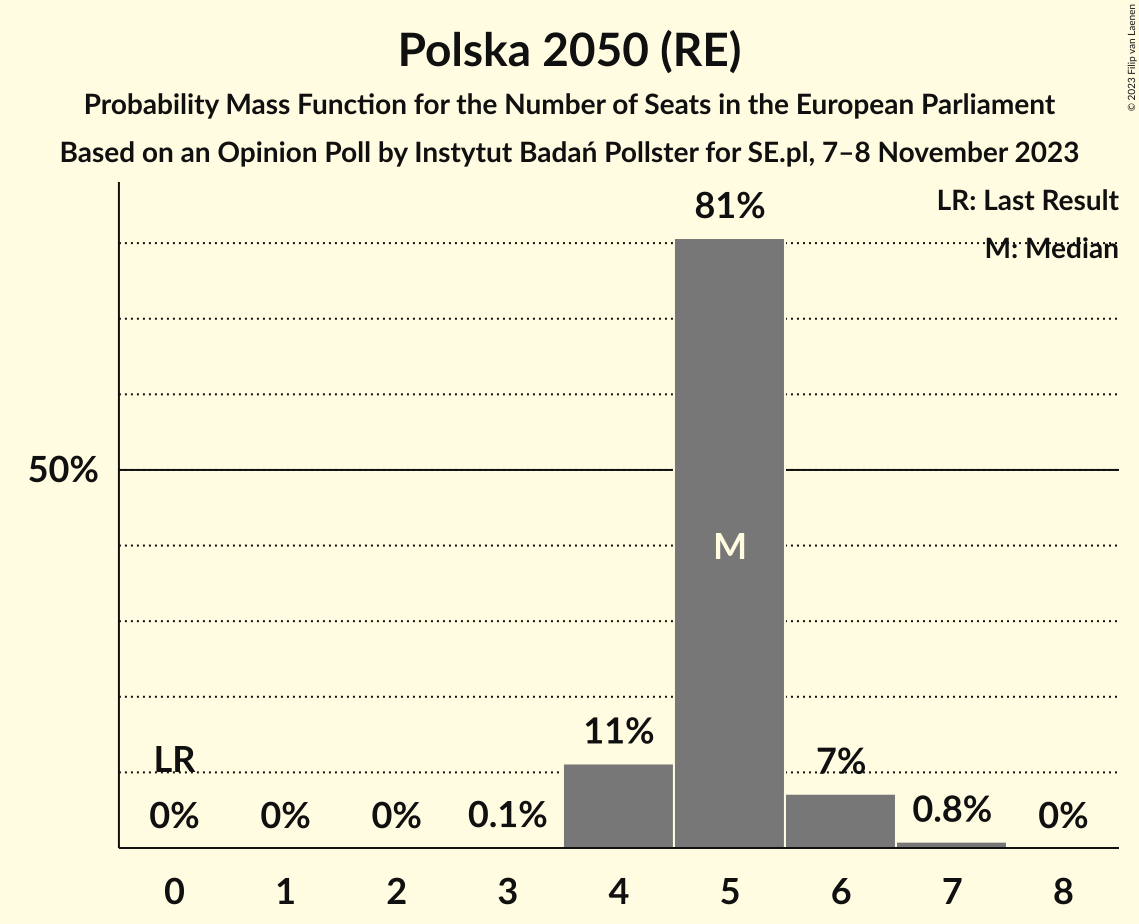 Polska 2050 (RE)
Probability Mass Function for the Number of Seats in the European Parliament
Based on an Opinion Poll by Instytut Badań Pollster for SE.pl, 7–8 November 2023
© 2023 Filip van Laenen
LR: Last Result
M: Median
81%
50%
M
11%
LR
7%
0%
0%
0%
0.1%
0.8%
0%
0
1
2
3
4
5
6
7
8